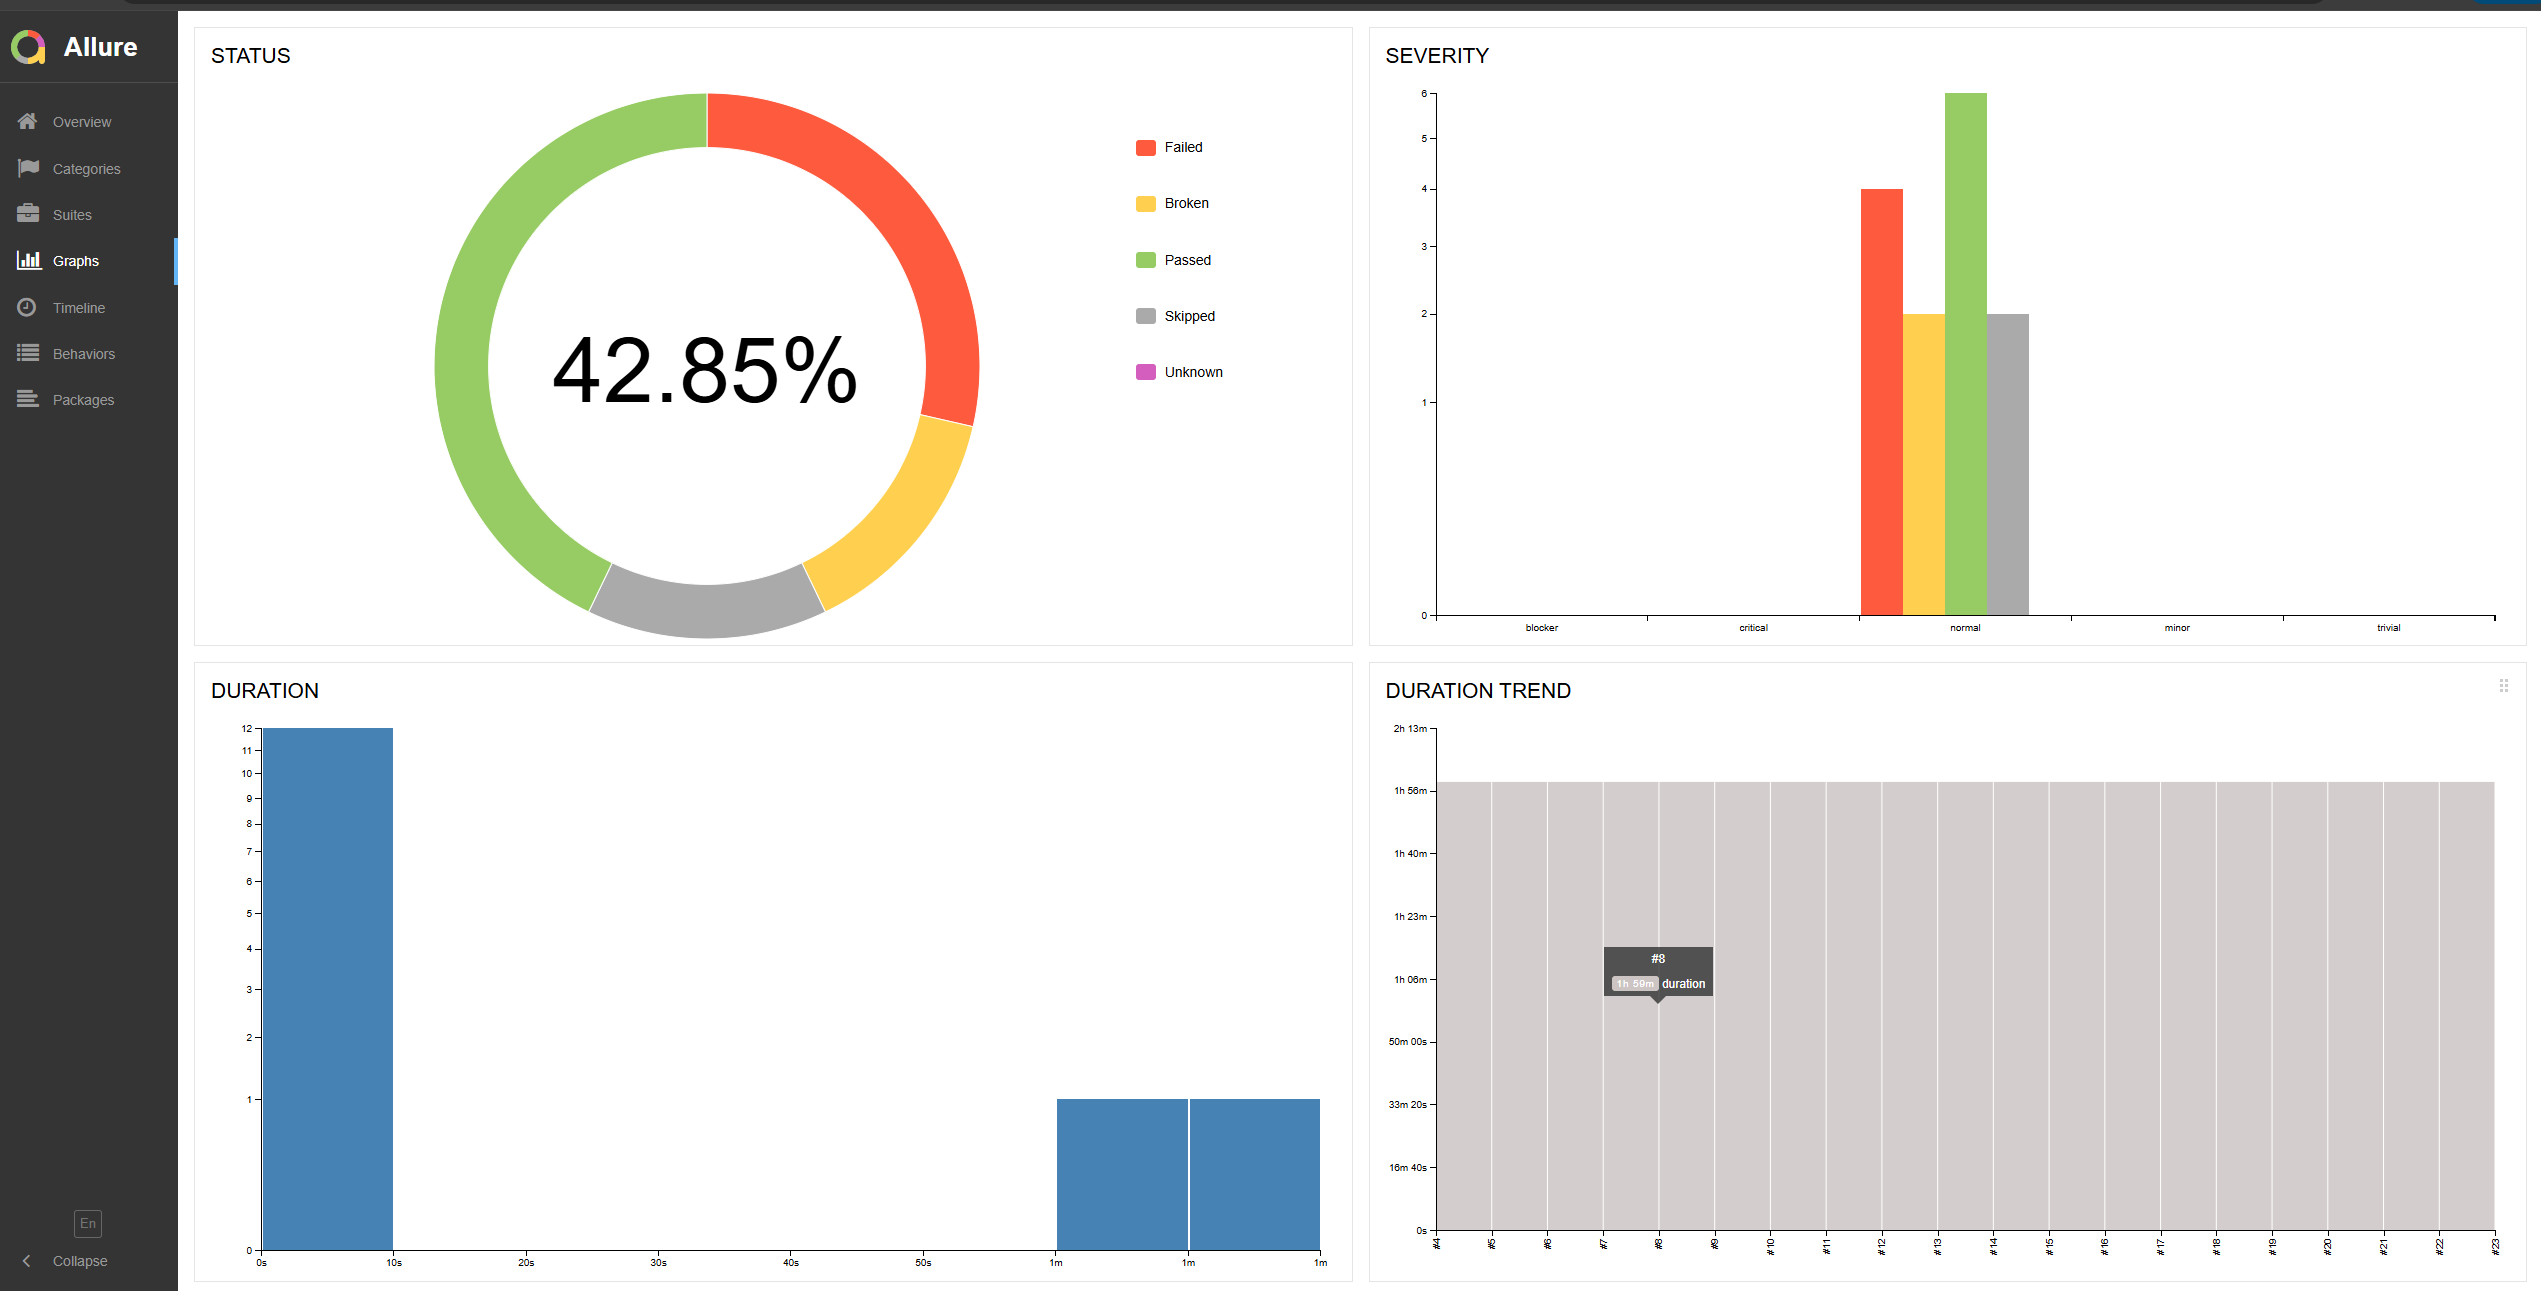 Allure
Overview
Categories
Suites
Graphs
Timeline
Behaviors
Packages
En
Collapse
STATUS
42.85%
Failed
Broken
Passed
Skipped
Unknown
SEVERITY
6
5
4
3
2
1
0
blocker critical normal minor trivial
DURATION
12
11
10
9
8
7
6
5
4
3
2
1
0
0s 10s 20s 30s 40s 50s 1m 1m 1m
DURATION TREND
2h 13m
1h 56m
1h 40m
1h 23m
1h 06m
50m 00s
33m 20s
16m 40s
0s
#8
1h 59m duration
#4 #5 #6 #7 #8 #9 #10 #11 #12 #13 #14 #15 #16 #17 #18 #19 #20 #21 #22 #23